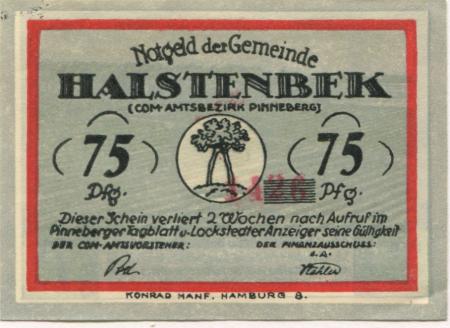 Notgeld der Gemeinde
HALSTENBEK
(COM-AMTSBEZIRK PINNEBERG)
75 75
Pfg. Pfg.
Dieser Schein verliert 2 Wochen nach Aufruf im
Pinneberger Tagblatt u. Lockstedter Anzeiger seine Gültigkeit
DER COM-AMTSVORSTEHER: DER FINANZAUSSCHUSS:
I.A.
KONRAD HANF, HAMBURG 8.